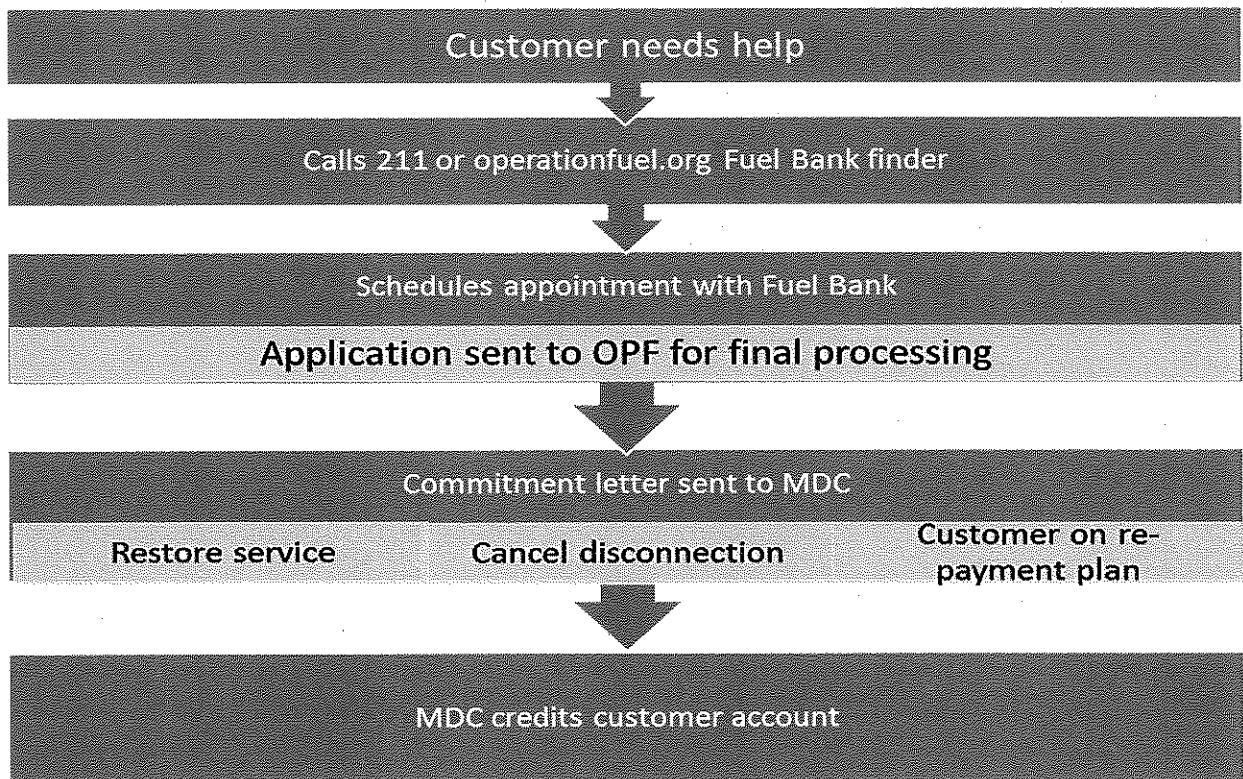 Customer needs help
Calls 211 or operationfuel.org Fuel Bank finder
Schedules appointment with Fuel Bank
Application sent to OPF for final processing
Commitment letter sent to MDC
Restore service
Cancel disconnection
Customer on re-
payment plan
MDC credits customer account